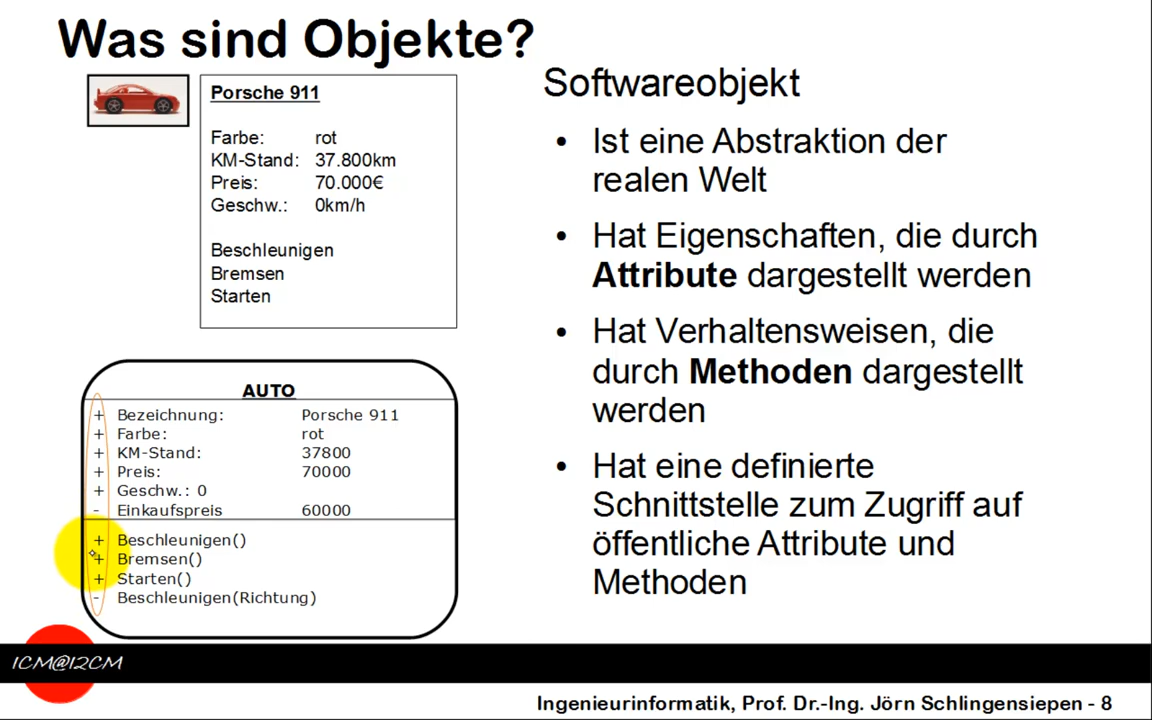 Was sind Objekte?
Porsche 911
Farbe: rot
KM-Stand: 37.800km
Preis: 70.000€
Geschw.: 0km/h
Beschleunigen
Bremsen
Starten
AUTO
+ Bezeichnung: Porsche 911
+ Farbe: rot
+ KM-Stand: 37800
+ Preis: 70000
+ Geschw.: 0
- Einkaufspreis 60000
+ Beschleunigen()
+ Bremsen()
+ Starten()
- Beschleunigen(Richtung)
Softwareobjekt
• Ist eine Abstraktion der
realen Welt
• Hat Eigenschaften, die durch
Attribute dargestellt werden
• Hat Verhaltensweisen, die
durch Methoden dargestellt
werden
• Hat eine definierte
Schnittstelle zum Zugriff auf
öffentliche Attribute und
Methoden
1CM@12CM
Ingenieurinformatik, Prof. Dr.-Ing. Jörn Schlingensiepen - 8